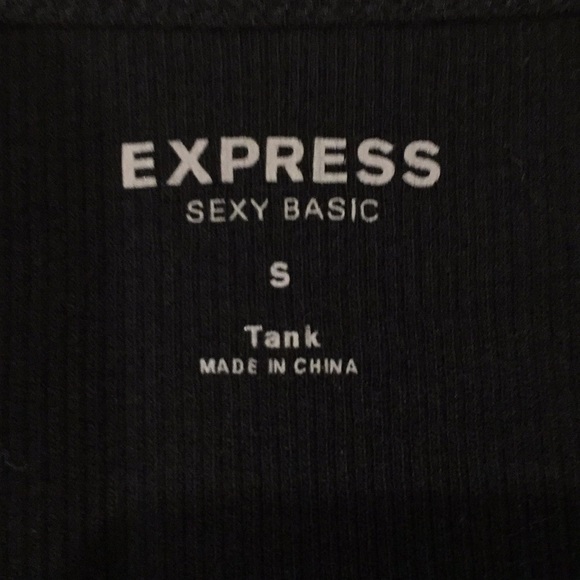 EXPRESS
SEXY BASIC
S
Tank
MADE IN CHINA